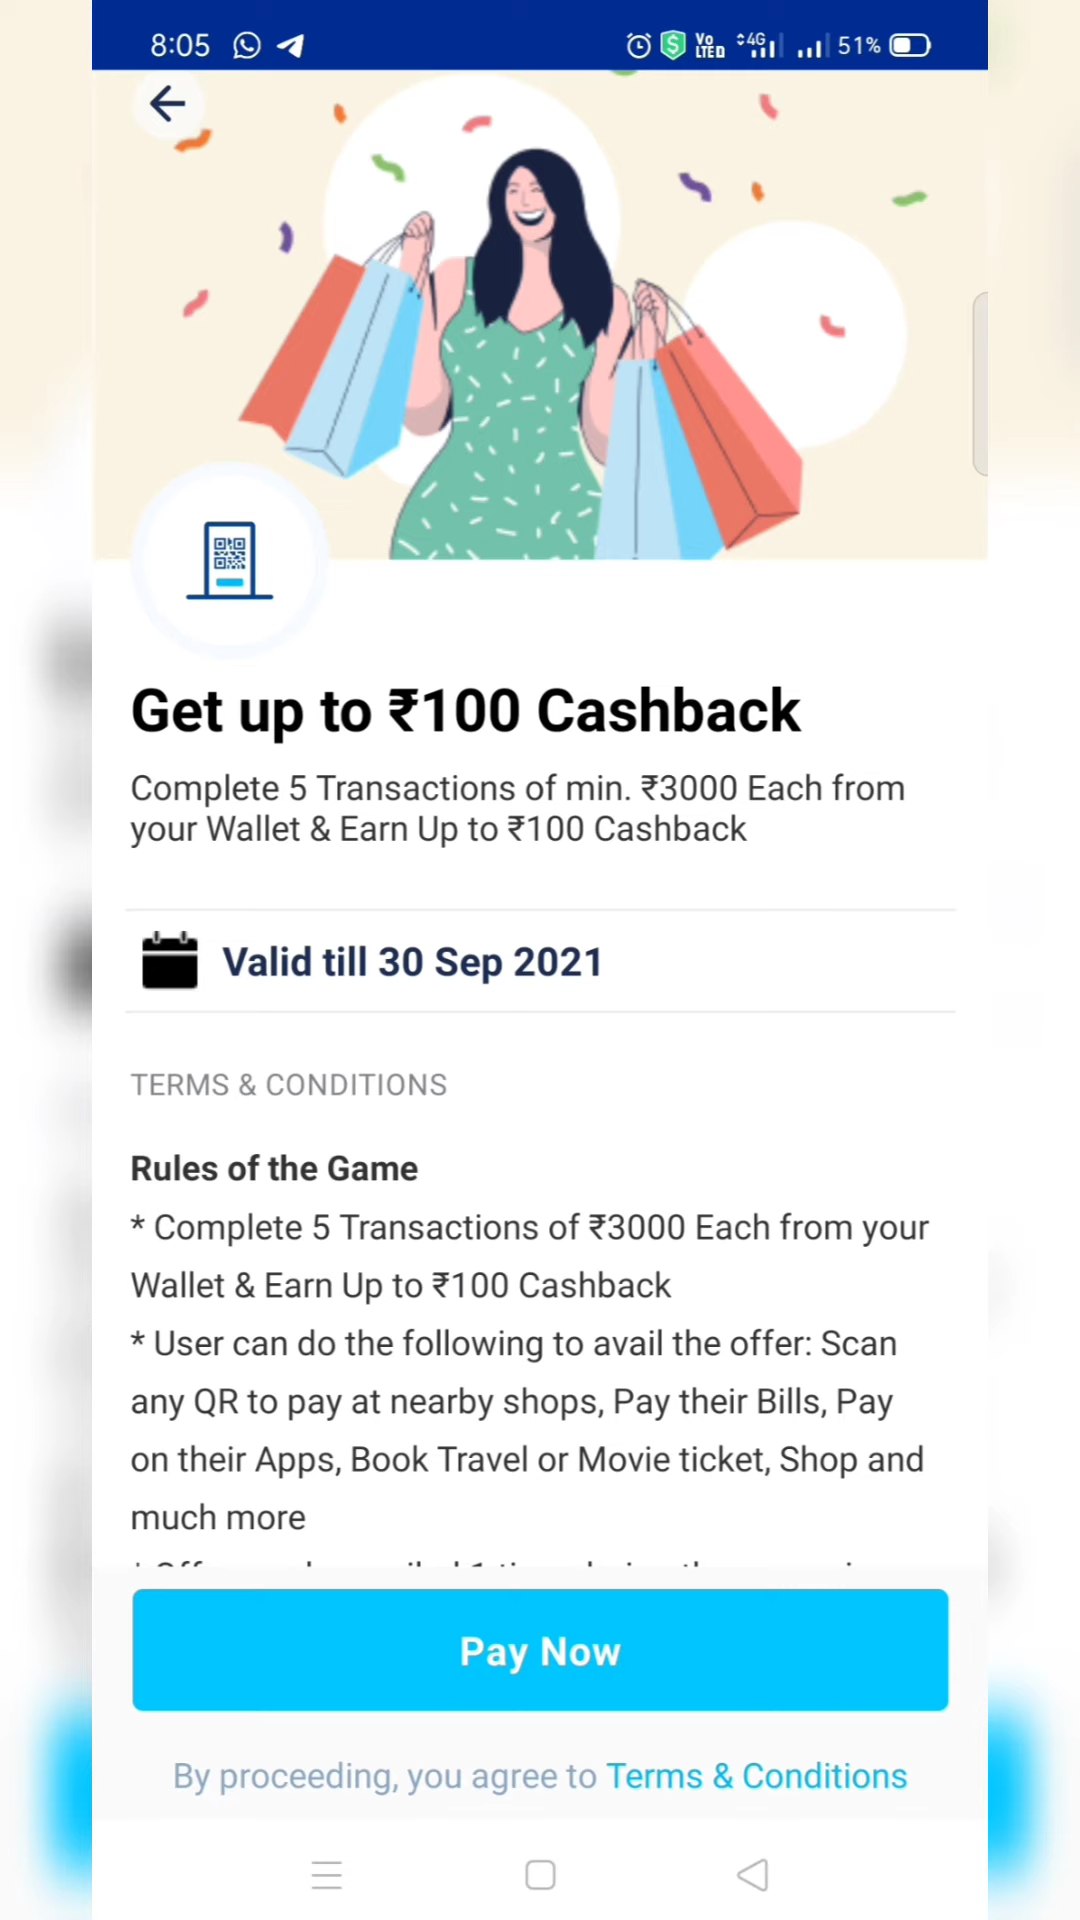 8:05
Vo LTE 4G 51%
Get up to ₹100 Cashback
Complete 5 Transactions of min. ₹3000 Each from
your Wallet & Earn Up to ₹100 Cashback
Valid till 30 Sep 2021
TERMS & CONDITIONS
Rules of the Game
* Complete 5 Transactions of ₹3000 Each from your
Wallet & Earn Up to ₹100 Cashback
* User can do the following to avail the offer: Scan
any QR to pay at nearby shops, Pay their Bills, Pay
on their Apps, Book Travel or Movie ticket, Shop and
much more
Pay Now
By proceeding, you agree to Terms & Conditions